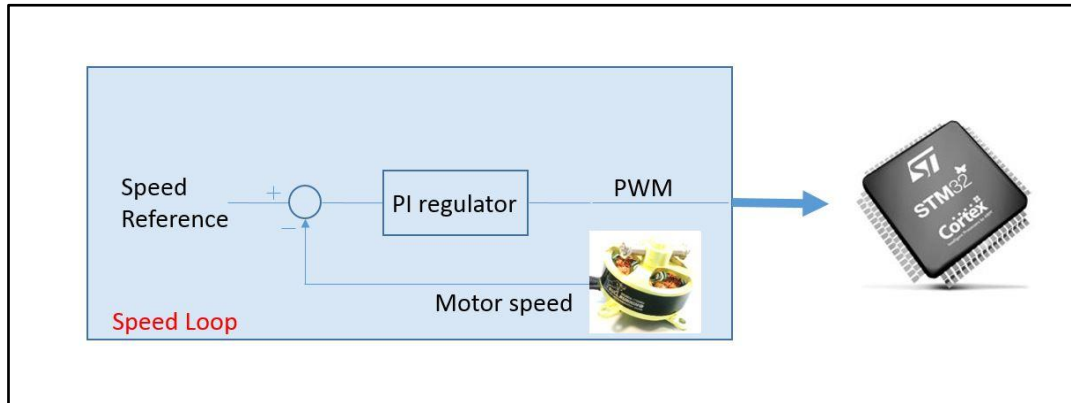 Speed
Reference
+
−
PI regulator
PWM
Motor speed
Speed Loop
ST
STM32
Cortex